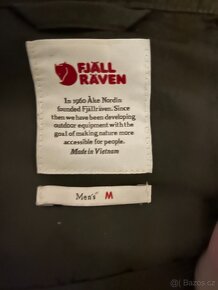 FJÄLL
RÄVEN
In 1960 Åke Nordin
founded Fjällräven. Since
then we have been developing
outdoor equipment with the
goal of making nature more
accessible for people.
Made in Vietnam
Men's M
Bazos.cz